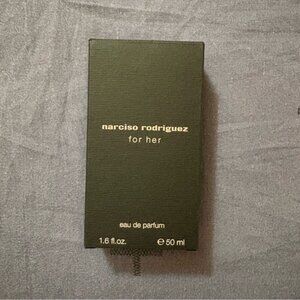 narciso rodriguez
for her
eau de parfum
1.6 fl.oz. ℮ 50 ml